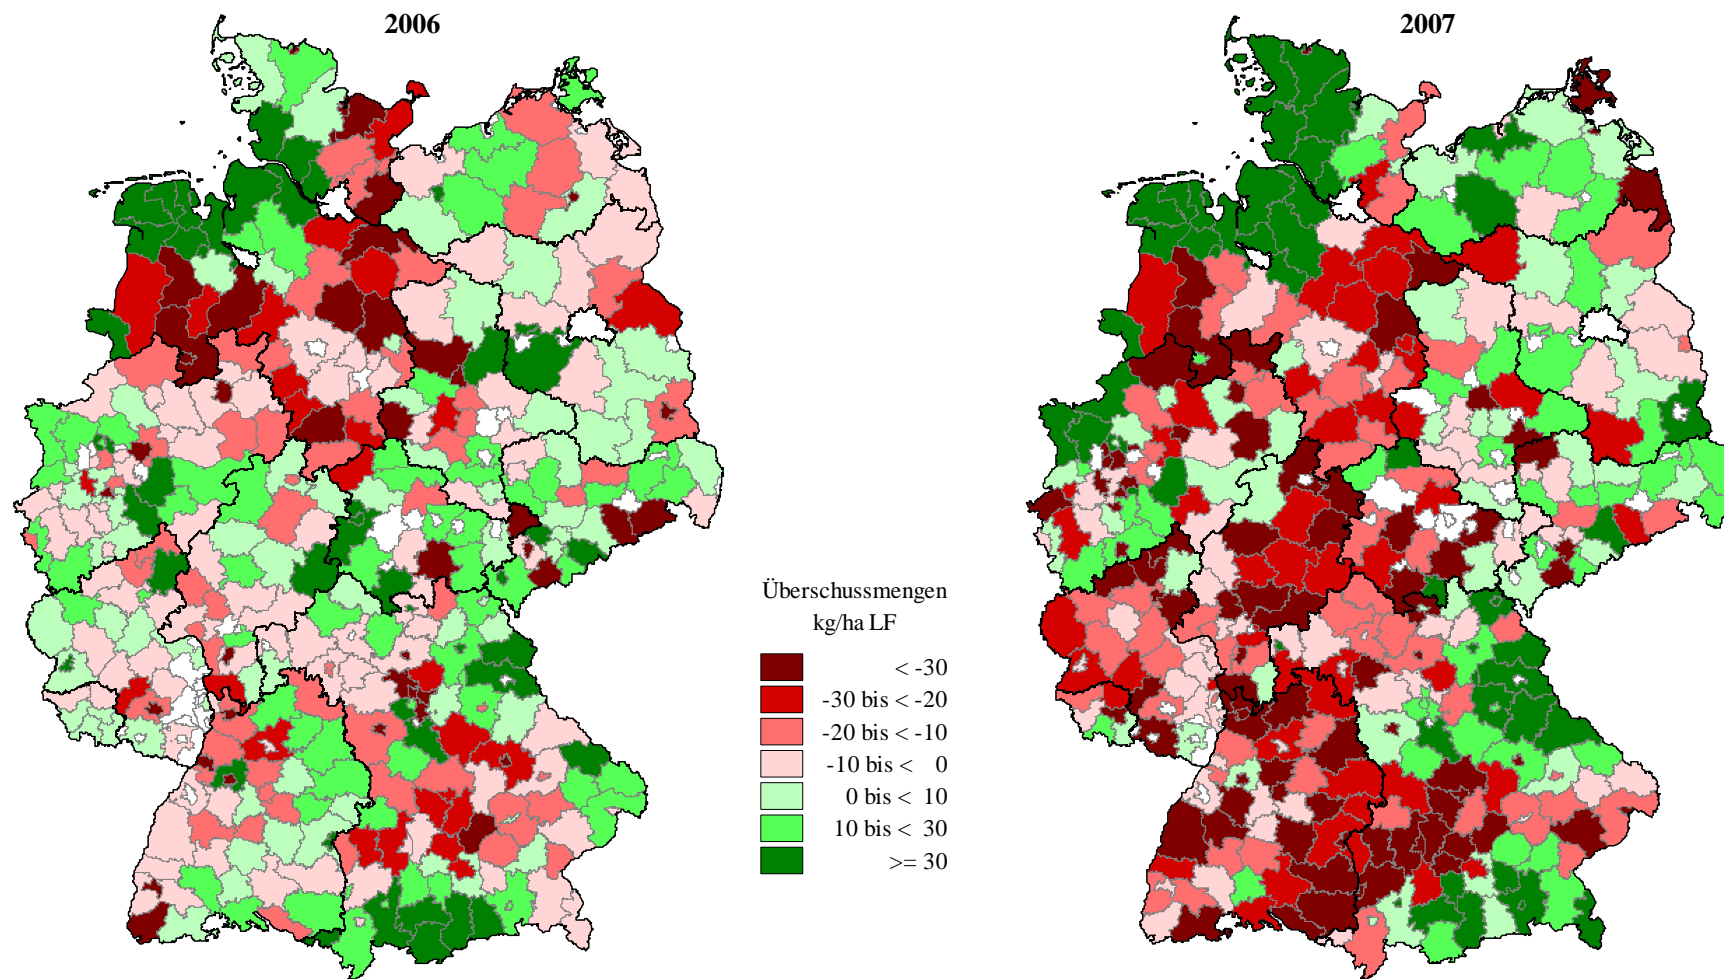 2006
2007
Überschussmengen
kg/ha LF
< -30
-30 bis < -20
-20 bis < -10
-10 bis < 0
0 bis < 10
10 bis < 30
>= 30